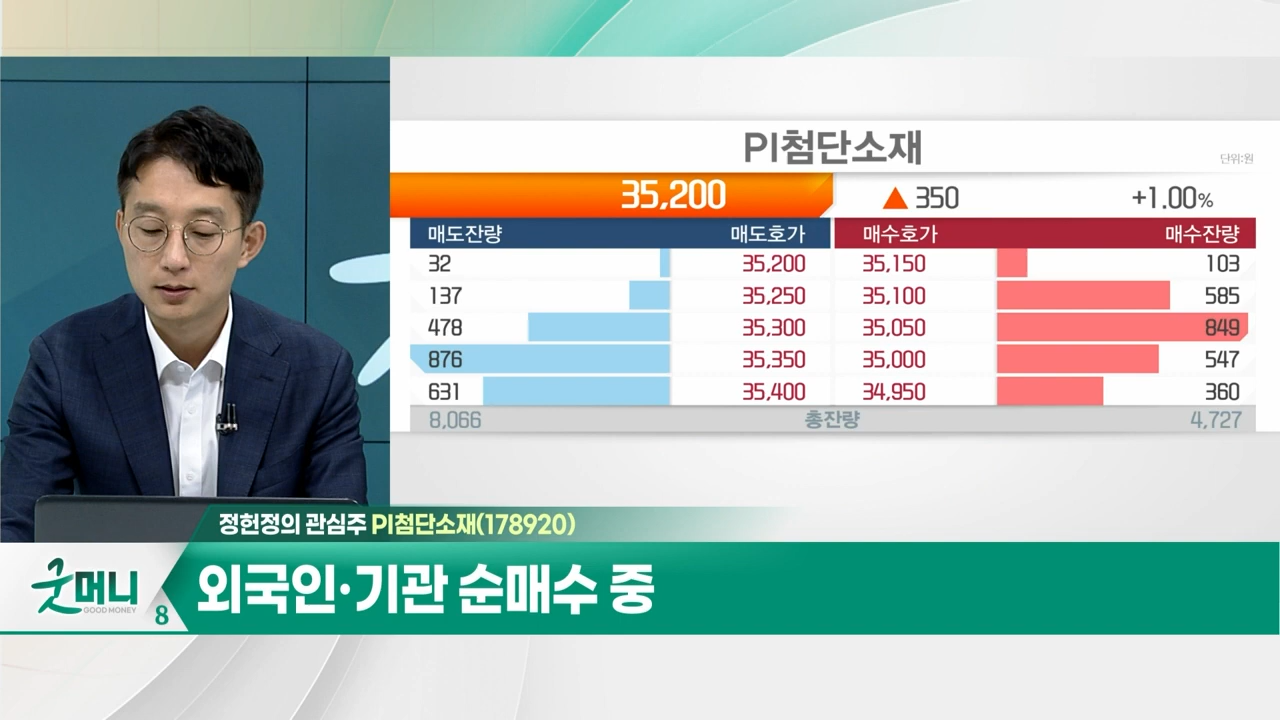 PI첨단소재
단위:원
35,200 ▲ 350 +1.00%
매도잔량 매도호가 매수호가 매수잔량
32 35,200 35,150 103
137 35,250 35,100 585
478 35,300 35,050 849
876 35,350 35,000 547
631 35,400 34,950 360
8,066 총잔량 4,727
정헌정의 관심주 PI첨단소재(178920)
굿머니
GOOD MONEY
8
외국인·기관 순매수 중